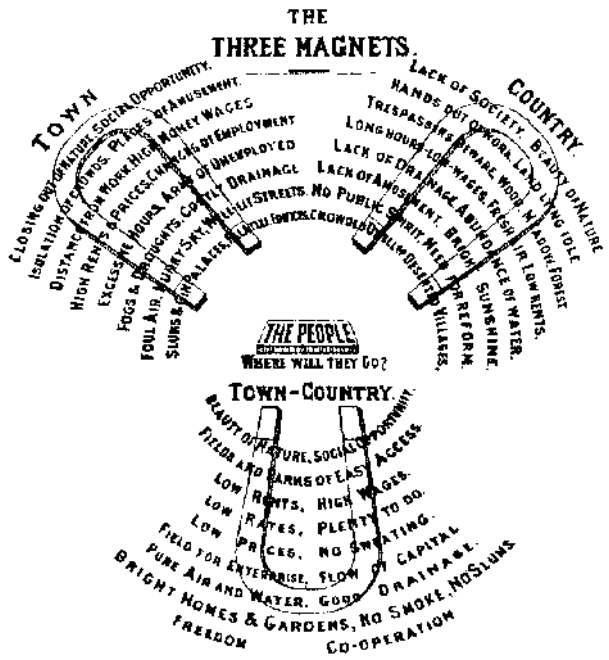 THE
THREE MAGNETS.
TOWN
CLOSING OUT OF NATURE. SOCIAL OPPORTUNITY.
ISOLATION OF CROWDS. PLACES OF AMUSEMENT.
DISTANCE FROM WORK. HIGH MONEY WAGES
HIGH RENTS & PRICES. CHANCES OF EMPLOYMENT
EXCESSIVE HOURS. ARMY OF UNEMPLOYED
FOGS & DROUGHTS. COSTLY DRAINAGE
FOUL AIR. MURKY SKY. WELL-LIT STREETS.
SLUMS & GIN PALACES. EDIFICES.
COUNTRY.
LACK OF SOCIETY. BEAUTY OF NATURE
HANDS OUT OF WORK. LAND LYING IDLE
TRESPASSERS BEWARE. WOOD, MEADOW, FOREST
LONG HOURS-LOW WAGES. FRESH AIR. LOW RENTS.
LACK OF DRAINAGE. ABUNDANCE OF WATER.
LACK OF AMUSEMENT. BRIGHT SUNSHINE.
NO PUBLIC SPIRIT. NEED FOR REFORM.
CROWDED DESERTED VILLAGES,
THE PEOPLE
WHERE WILL THEY GO?
TOWN-COUNTRY.
BEAUTY OF NATURE, SOCIAL OPPORTUNITY.
FIELDS AND PARKS OF EASY ACCESS.
LOW RENTS, HIGH WAGES.
LOW RATES, PLENTY TO DO.
LOW PRICES, NO SWEATING.
FIELD FOR ENTERPRISE, FLOW OF CAPITAL
PURE AIR AND WATER, GOOD DRAINAGE.
BRIGHT HOMES & GARDENS, NO SMOKE, NO SLUMS
FREEDOM CO-OPERATION